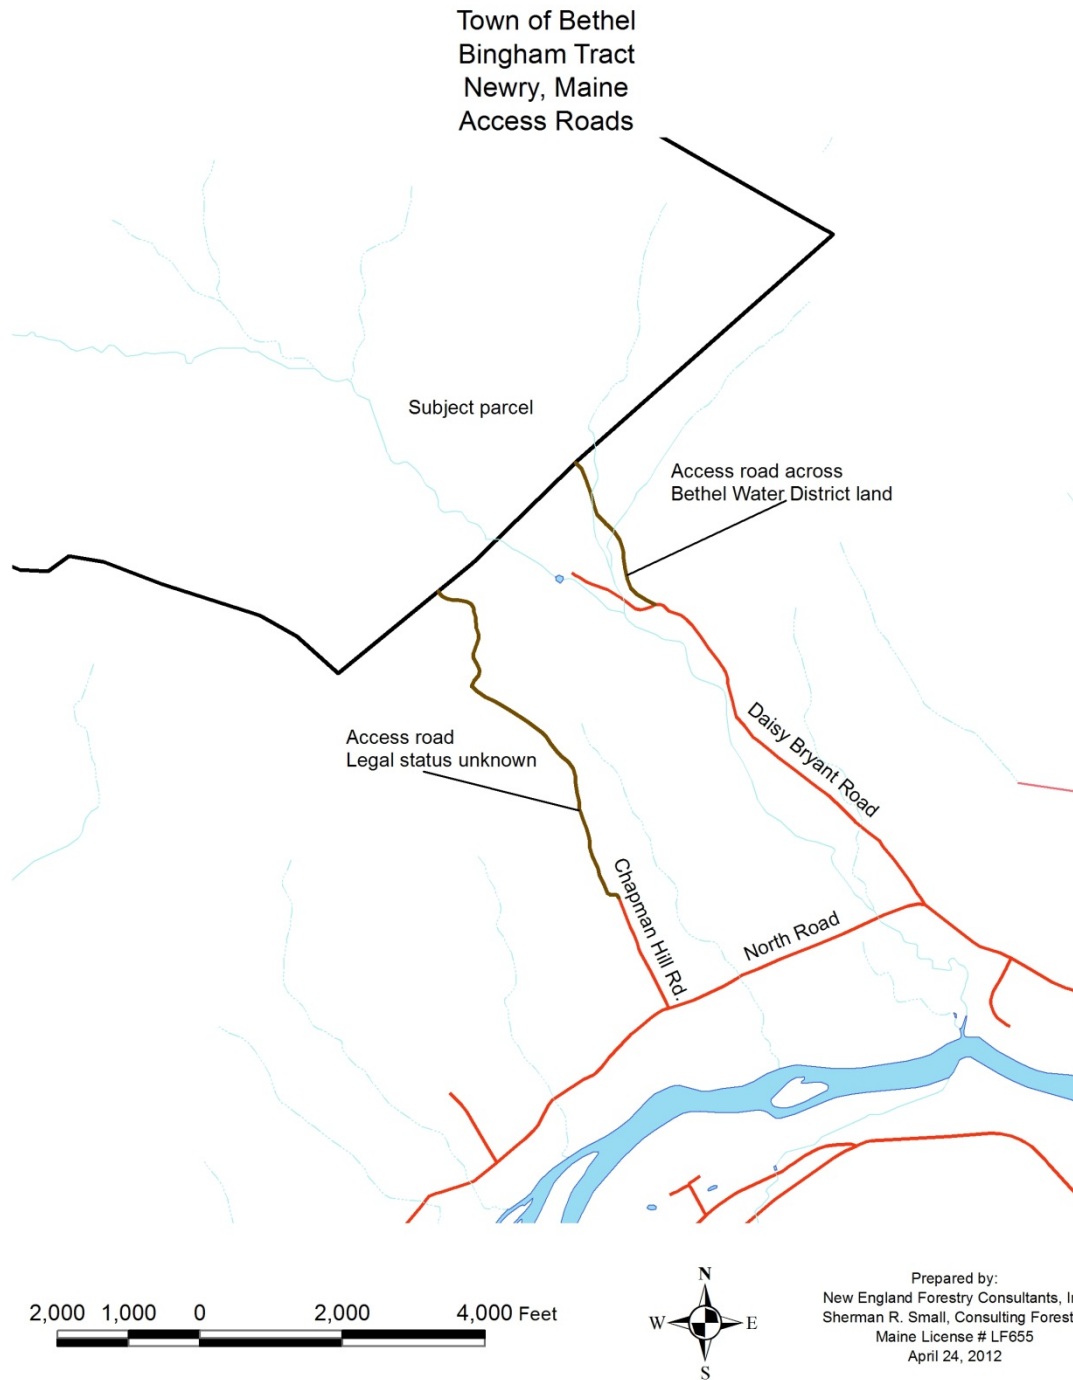 Town of Bethel
Bingham Tract
Newry, Maine
Access Roads
Subject parcel
Access road across
Bethel Water District land
Access road
Legal status unknown
Daisy Bryant Road
Chapman Hill Rd.
North Road
2,000 1,000 0 2,000 4,000 Feet
N
W E
S
Prepared by:
New England Forestry Consultants, In
Sherman R. Small, Consulting Forest
Maine License # LF655
April 24, 2012